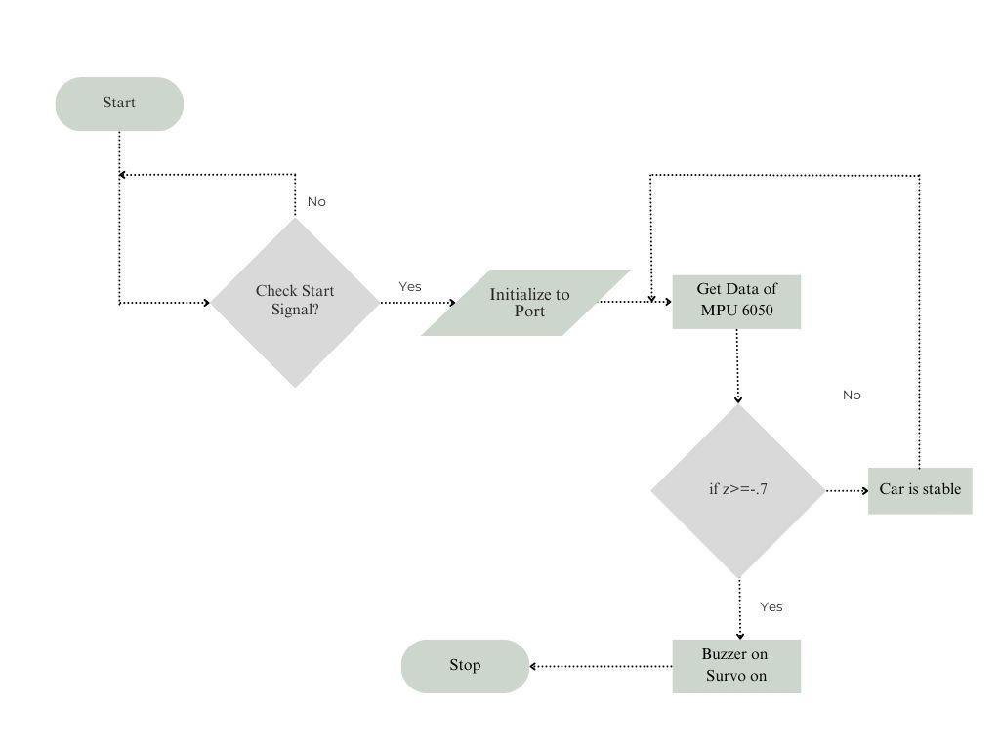 Start
No
Check Start
Signal?
Yes
Initialize to
Port
Get Data of
MPU 6050
No
if z>=-.7
Car is stable
Yes
Buzzer on
Survo on
Stop